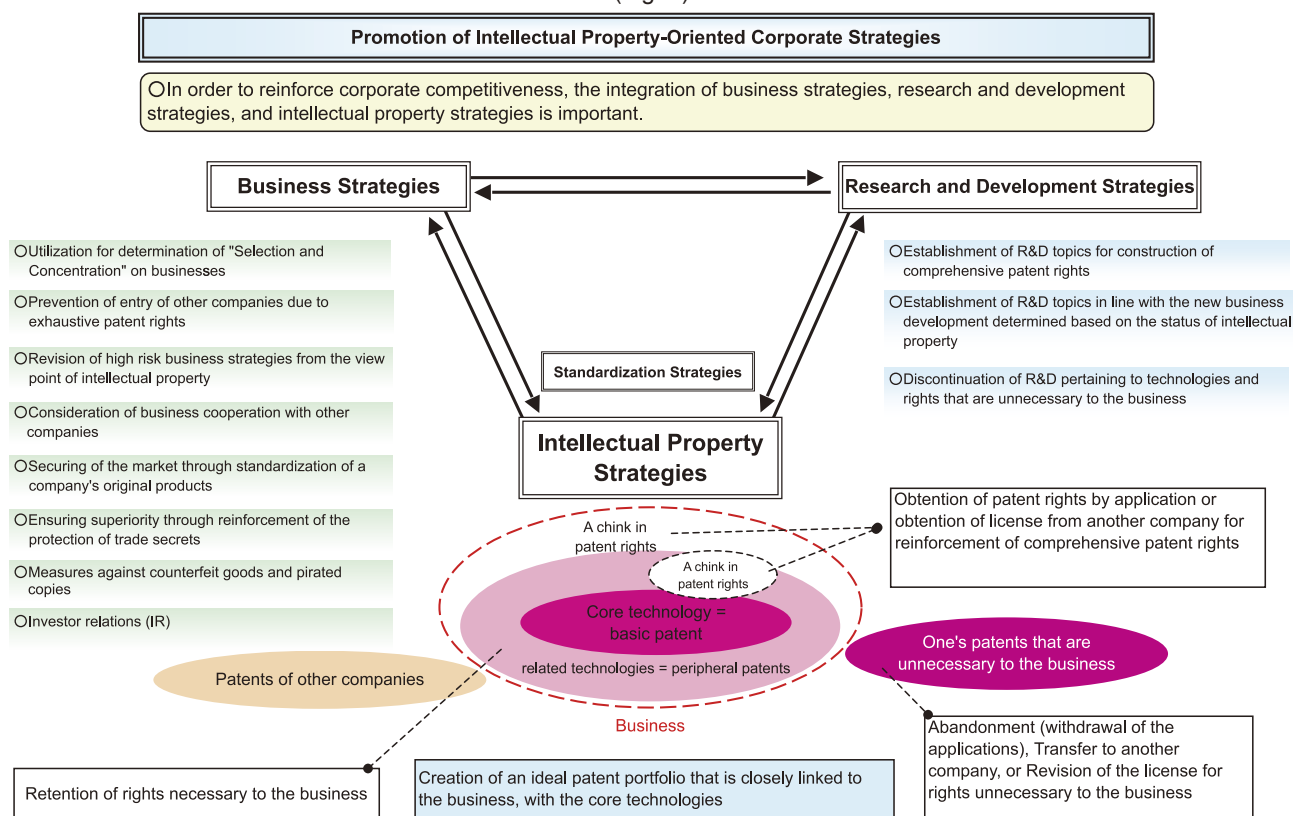 Promotion of Intellectual Property-Oriented Corporate Strategies
○In order to reinforce corporate competitiveness, the integration of business strategies, research and development
strategies, and intellectual property strategies is important.
Business Strategies
Research and Development Strategies
○Utilization for determination of "Selection and
Concentration" on businesses
○Prevention of entry of other companies due to
exhaustive patent rights
○Revision of high risk business strategies from the view
point of intellectual property
○Consideration of business cooperation with other
companies
○Securing of the market through standardization of a
company's original products
○Ensuring superiority through reinforcement of the
protection of trade secrets
○Measures against counterfeit goods and pirated
copies
○Investor relations (IR)
○Establishment of R&D topics for construction of
comprehensive patent rights
○Establishment of R&D topics in line with the new business
development determined based on the status of intellectual
property
○Discontinuation of R&D pertaining to technologies and
rights that are unnecessary to the business
Standardization Strategies
Intellectual Property
Strategies
Obtention of patent rights by application or
obtention of license from another company for
reinforcement of comprehensive patent rights
A chink in
patent rights
A chink in
patent rights
Core technology =
basic patent
related technologies = peripheral patents
Business
Patents of other companies
One's patents that are
unnecessary to the business
Retention of rights necessary to the business
Creation of an ideal patent portfolio that is closely linked to
the business, with the core technologies
Abandonment (withdrawal of the
applications), Transfer to another
company, or Revision of the license for
rights unnecessary to the business